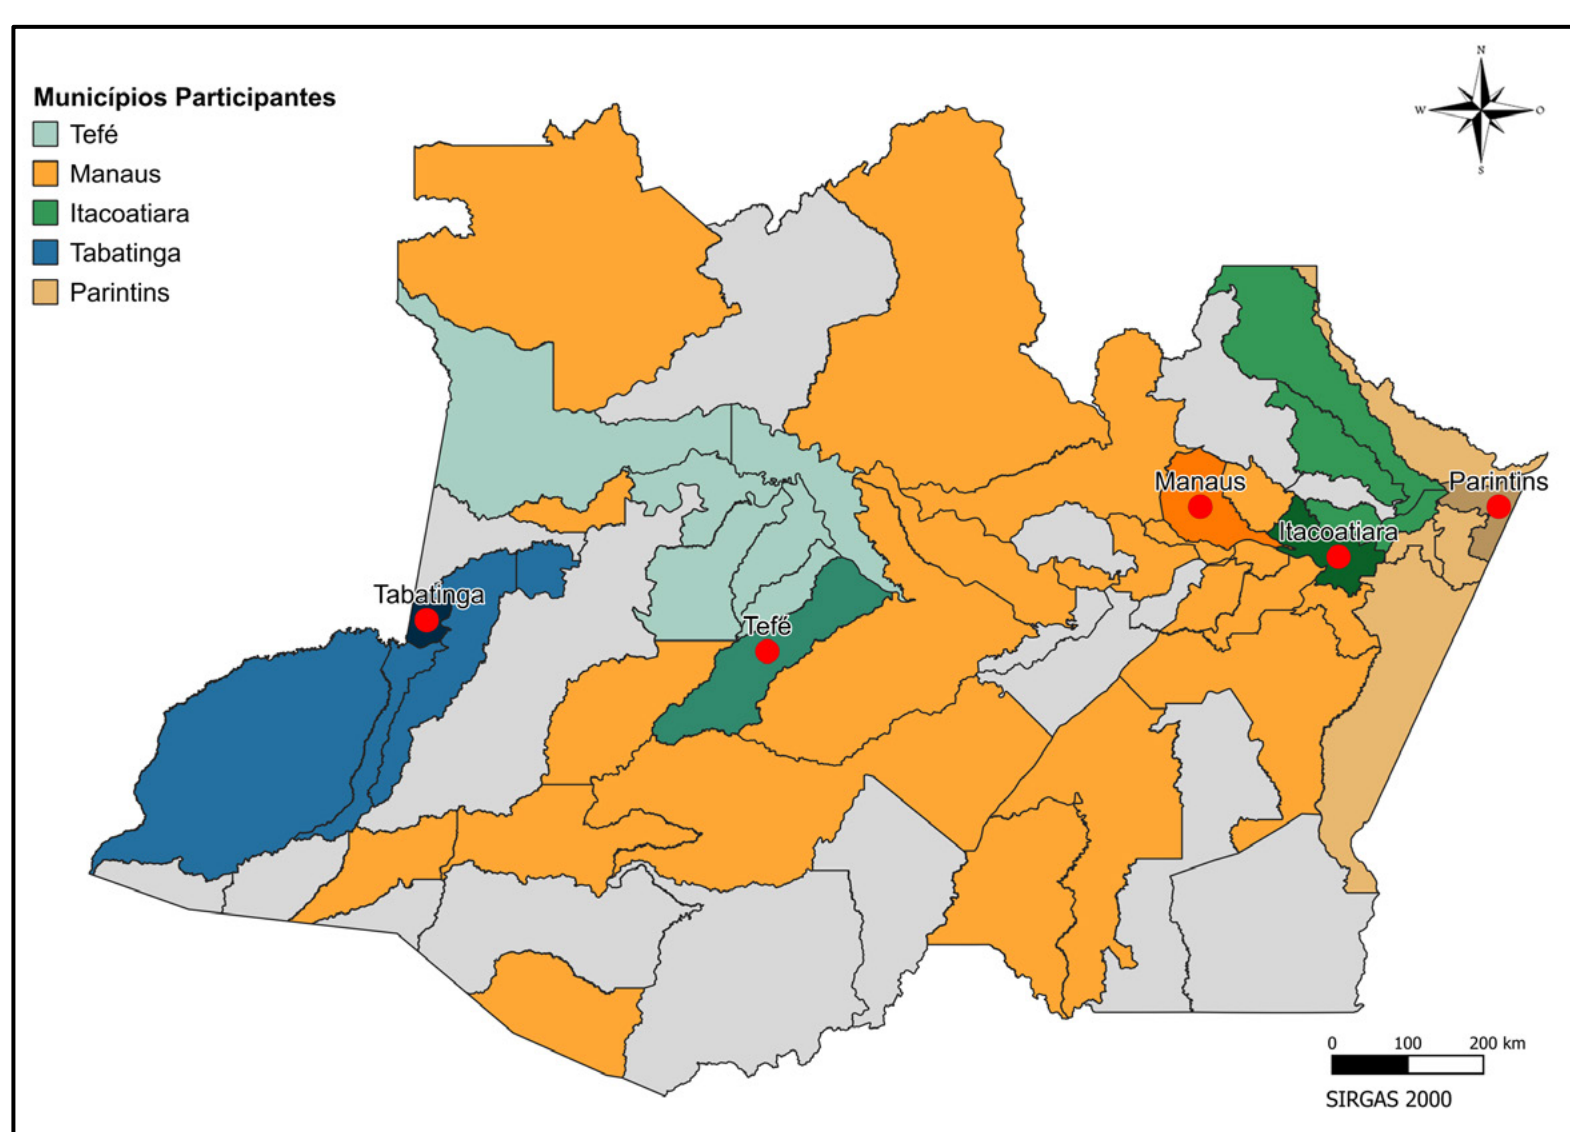 Municípios Participantes
Tefé
Manaus
Itacoatiara
Tabatinga
Parintins
N
W
O
S
Manaus
Parintins
Itacoatiara
Tabatinga
Tefé
0 100 200 km
SIRGAS 2000